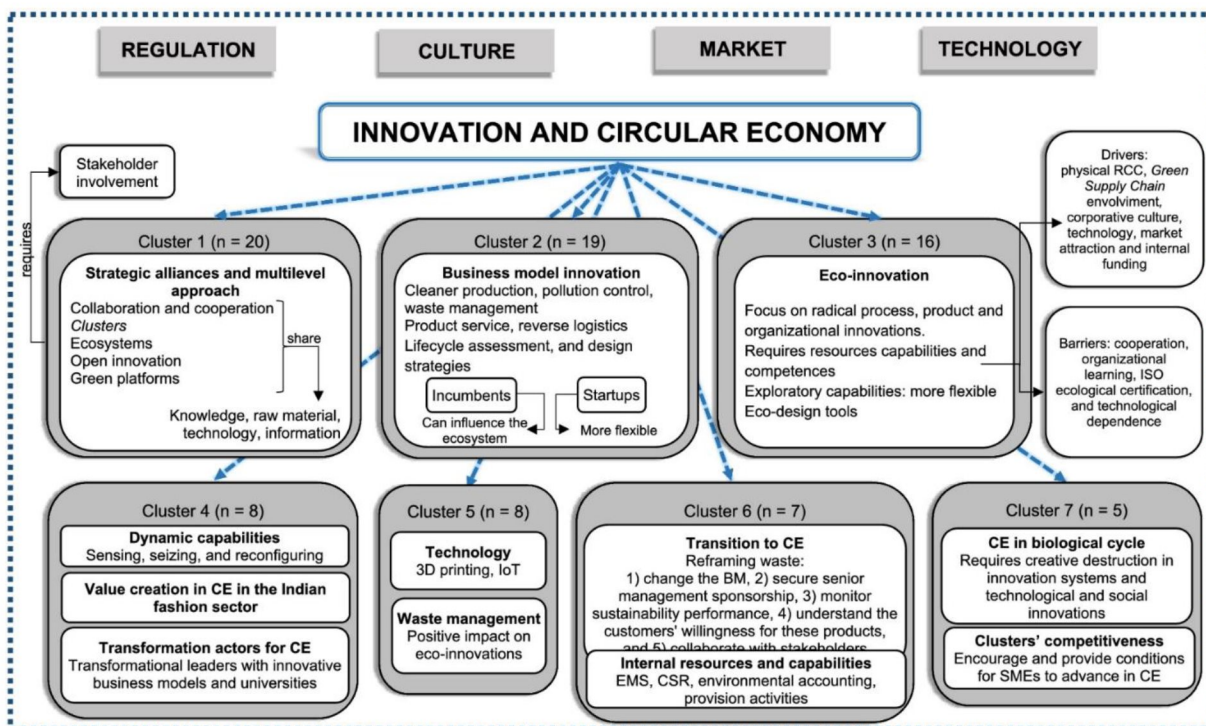 REGULATION
CULTURE
MARKET
TECHNOLOGY
INNOVATION AND CIRCULAR ECONOMY
Stakeholder
involvement
requires
Drivers:
physical RCC, Green
Supply Chain
envolviment,
corporative culture,
technology, market
attraction and internal
funding
Cluster 1 (n = 20)
Strategic alliances and multilevel
approach
Collaboration and cooperation
Clusters
Ecosystems
Open innovation
Green platforms
share
Knowledge, raw material,
technology, information
Cluster 2 (n = 19)
Business model innovation
Cleaner production, pollution control,
waste management
Product service, reverse logistics
Lifecycle assessment, and design
strategies
Incumbents
Startups
Can influence the
ecosystem
More flexible
Cluster 3 (n = 16)
Eco-innovation
Focus on radical process, product and
organizational innovations.
Requires resources capabilities and
competences
Exploratory capabilities: more flexible
Eco-design tools
Barriers: cooperation,
organizational
learning, ISO
ecological certification,
and technological
dependence
Cluster 4 (n = 8)
Dynamic capabilities
Sensing, seizing, and reconfiguring
Value creation in CE in the Indian
fashion sector
Transformation actors for CE
Transformational leaders with innovative
business models and universities
Cluster 5 (n = 8)
Technology
3D printing, IoT
Waste management
Positive impact on
eco-innovations
Cluster 6 (n = 7)
Transition to CE
Reframing waste:
1) change the BM, 2) secure senior
management sponsorship, 3) monitor
sustainability performance, 4) understand the
customers' willingness for these products,
and 5) collaborate with stakeholders
Internal resources and capabilities
EMS, CSR, environmental accounting,
provision activities
Cluster 7 (n = 5)
CE in biological cycle
Requires creative destruction in
innovation systems and
technological and social
innovations
Clusters' competitiveness
Encourage and provide conditions
for SMEs to advance in CE